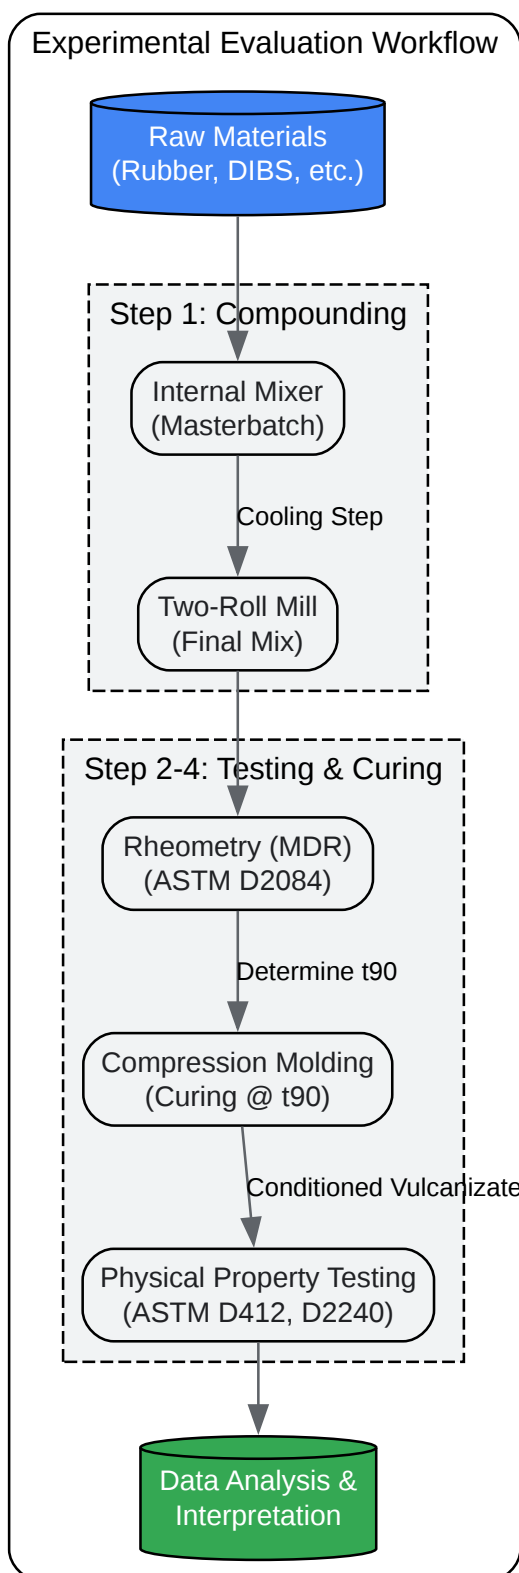 Experimental Evaluation Workflow
Raw Materials
(Rubber, DIBS, etc.)
Step 1: Compounding
Internal Mixer
(Masterbatch)
Cooling Step
Two-Roll Mill
(Final Mix)
Step 2-4: Testing & Curing
Rheometry (MDR)
(ASTM D2084)
Determine t90
Compression Molding
(Curing @ t90)
Conditioned Vulcanizate
Physical Property Testing
(ASTM D412, D2240)
Data Analysis &
Interpretation